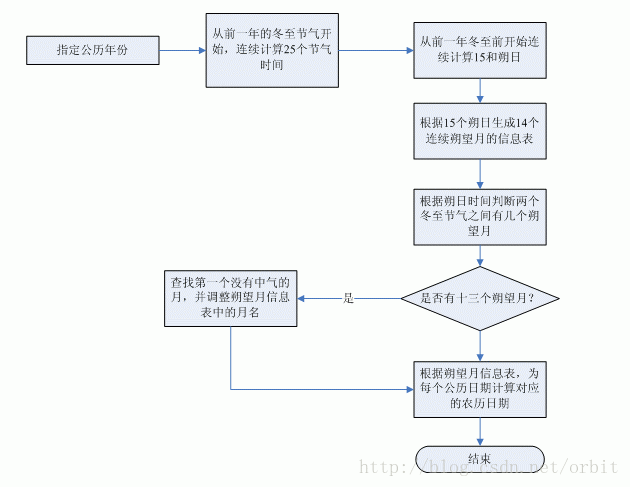 指定公历年份
从前一年的冬至节气开
始，连续计算25个节气
时间
从前一年冬至前开始连
续计算15和朔日
根据15个朔日生成14个
连续朔望月的信息表
根据朔日时间判断两个
冬至节气之间有几个朔
望月
是否有十三个朔望月？
是
查找第一个没有中气的
月，并调整朔望月信息
表中的月名
根据朔望月信息表，为
每个公历日期计算对应
的农历日期
结束
http://blog.csdn.net/orbit